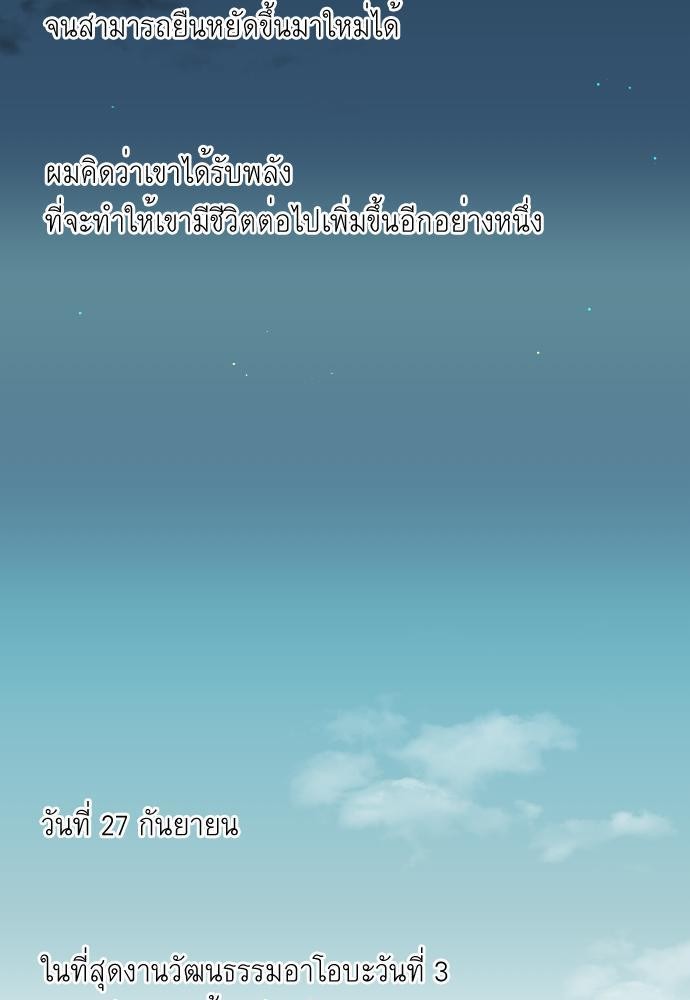 จนสามารถยืนหยัดขึ้นมาใหม่ได้
ผมคิดว่าเขาได้รับพลัง
ที่จะทำให้เขามีชีวิตต่อไปเพิ่มขึ้นอีกอย่างหนึ่ง
วันที่ 27 กันยายน
ในที่สุดงานวัฒนธรรมอาโอบะวันที่ 3